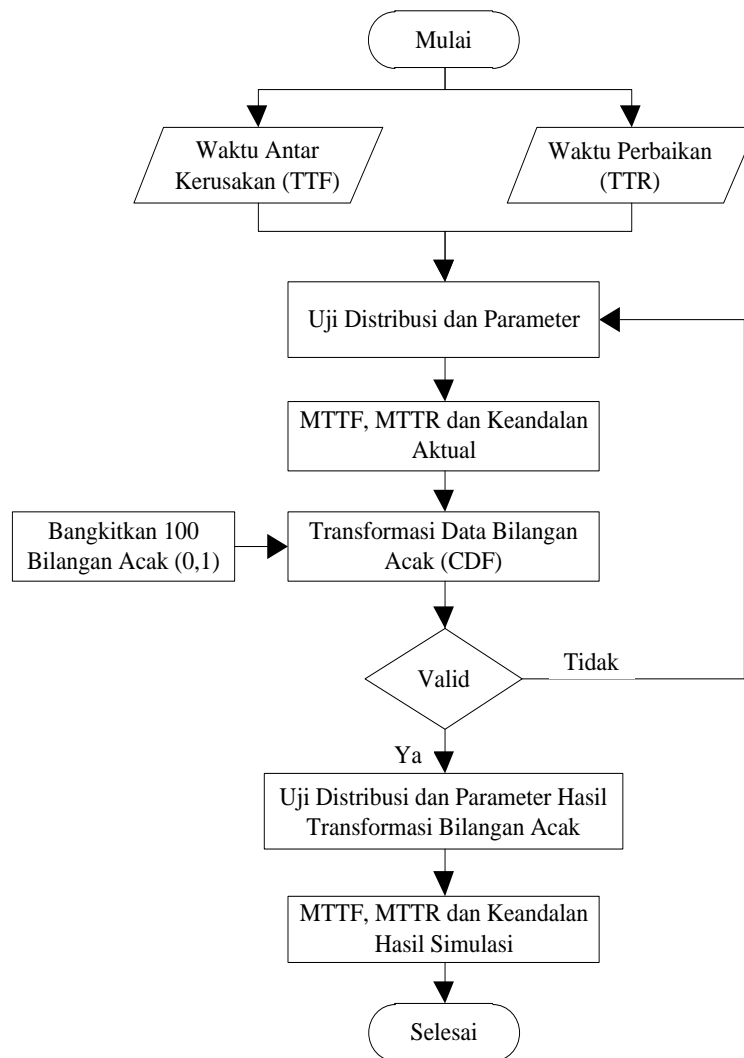 Mulai
Waktu Antar
Kerusakan (TTF)
Waktu Perbaikan
(TTR)
Uji Distribusi dan Parameter
MTTF, MTTR dan Keandalan
Aktual
Bangkitkan 100
Bilangan Acak (0,1)
Transformasi Data Bilangan
Acak (CDF)
Valid
Tidak
Ya
Uji Distribusi dan Parameter Hasil
Transformasi Bilangan Acak
MTTF, MTTR dan Keandalan
Hasil Simulasi
Selesai